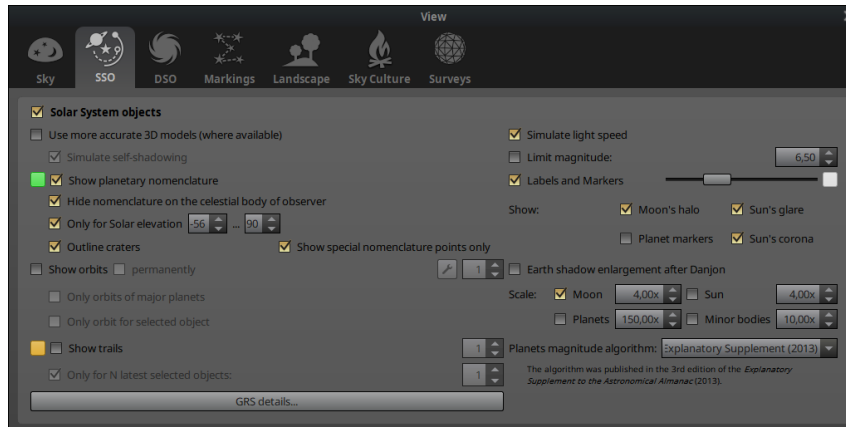 View
Sky SSO DSO Markings Landscape Sky Culture Surveys
Solar System objects
Use more accurate 3D models (where available)
Simulate self-shadowing
Show planetary nomenclature
Hide nomenclature on the celestial body of observer
Only for Solar elevation -56 ... 90
Outline craters Show special nomenclature points only
Show orbits permanently 1
Only orbits of major planets
Only orbit for selected object
Show trails 1
Only for N latest selected objects: 1
GRS details...
Simulate light speed
Limit magnitude: 6,50
Labels and Markers
Show: Moon's halo Sun's glare
Planet markers Sun's corona
Earth shadow enlargement after Danjon
Scale: Moon 4,00x Sun 4,00x
Planets 150,00x Minor bodies 10,00x
Planets magnitude algorithm: Explanatory Supplement (2013)
The algorithm was published in the 3rd edition of the Explanatory
Supplement to the Astronomical Almanac (2013).